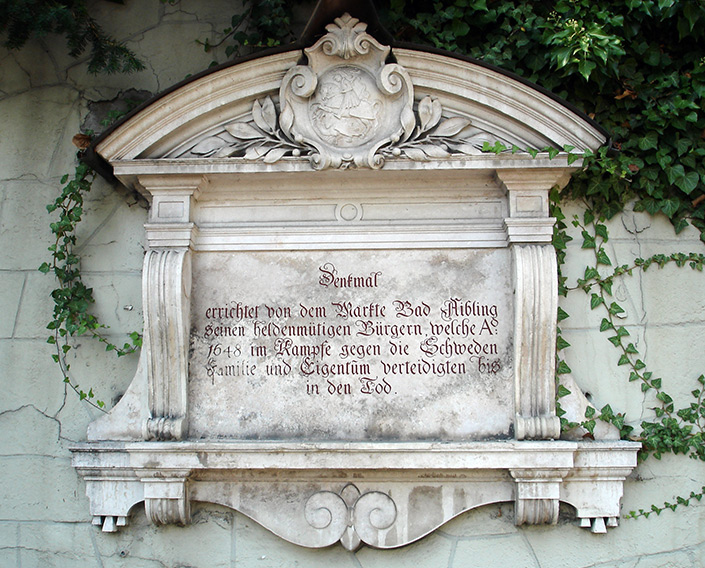 Denkmal
errichtet von dem Markte Bad Aibling
seinen heldenmütigen Bürgern, welche Aº
1648 im Kampfe gegen die Schweden
Familie und Eigentum verteidigten bis
in den Tod.